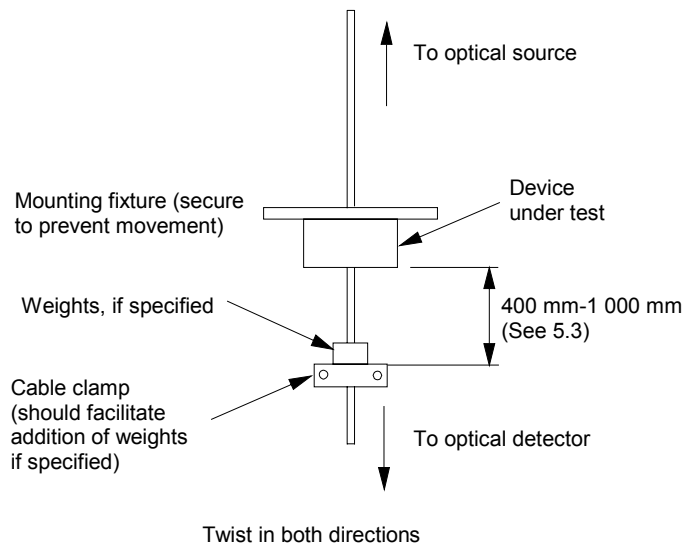 To optical source
Mounting fixture (secure
to prevent movement)
Device
under test
Weights, if specified
400 mm-1 000 mm
(See 5.3)
Cable clamp
(should facilitate
addition of weights
if specified)
To optical detector
Twist in both directions